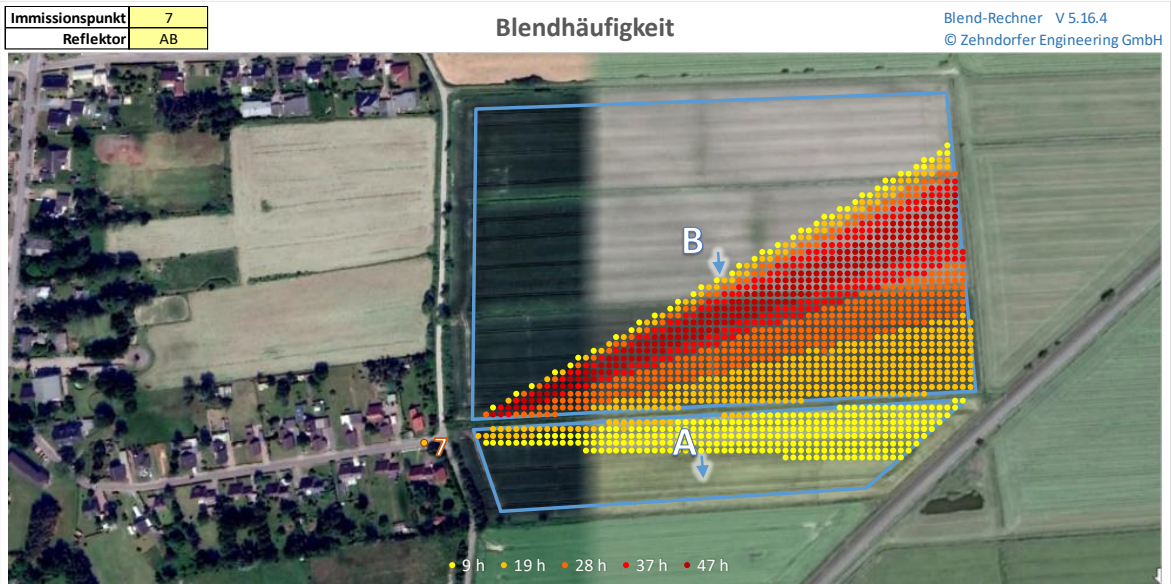 Immissionspunkt 7
Reflektor AB
Blendhäufigkeit
Blend-Rechner V 5.16.4
© Zehndorfer Engineering GmbH
B
A
7
9 h 19 h 28 h 37 h 47 h